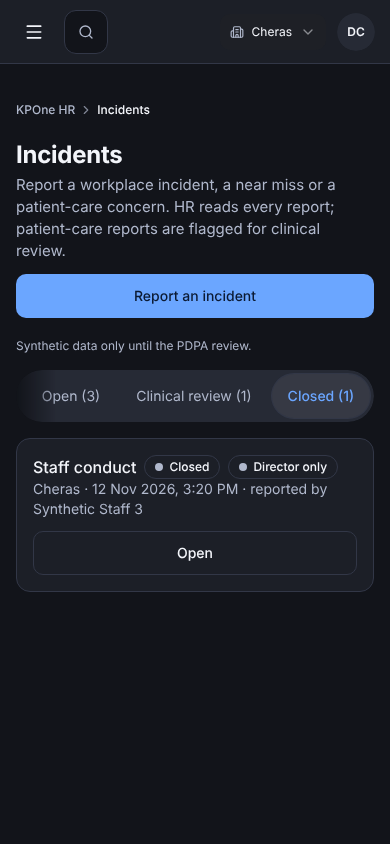 Cheras
DC
KPOne HR > Incidents
Incidents
Report a workplace incident, a near miss or a
patient-care concern. HR reads every report;
patient-care reports are flagged for clinical
review.
Report an incident
Synthetic data only until the PDPA review.
Open (3)
Clinical review (1)
Closed (1)
Staff conduct
Closed
Director only
Cheras · 12 Nov 2026, 3:20 PM · reported by
Synthetic Staff 3
Open